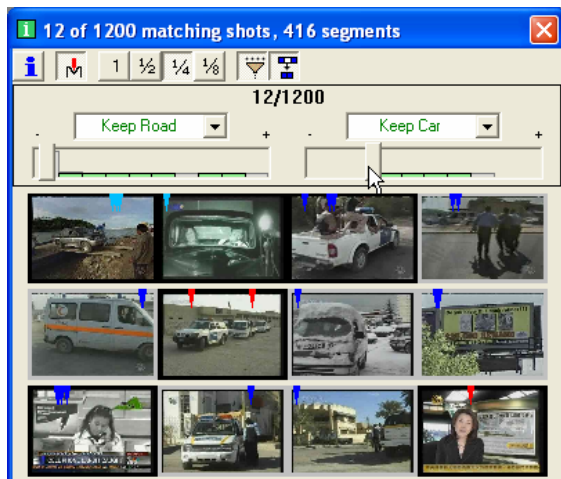 12 of 1200 matching shots, 416 segments
1 ½ ¼ ⅛
12/1200
- Keep Road + - Keep Car +